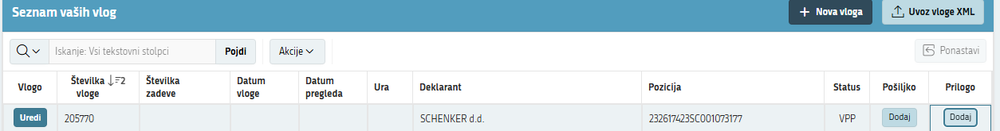 Seznam vaših vlog
Nova vloga
Uvoz vloge XML
Iskanje: Vsi tekstovni stolpci
Pojdi
Akcije
Ponastavi
Vlogo
Številka vloge
2
Številka zadeve
Datum vloge
Datum pregleda
Ura
Deklarant
Pozicija
Status
Pošiljko
Prilogo
Uredi
205770
SCHENKER d.d.
232617423SC001073177
VPP
Dodaj
Dodaj